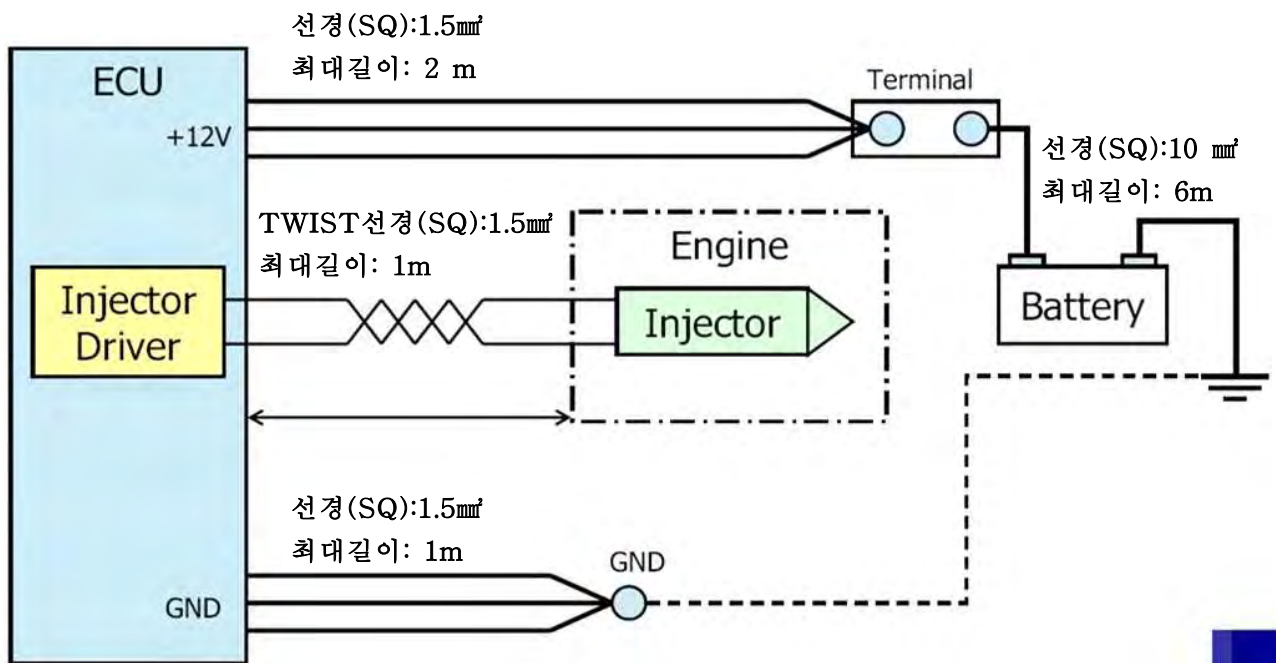 선경(SQ):1.5㎟
최대길이: 2 m
ECU
+12V
Terminal
선경(SQ):10 ㎟
최대길이: 6m
TWIST선경(SQ):1.5㎟
최대길이: 1m
Engine
Injector
Driver
Injector
Battery
선경(SQ):1.5㎟
최대길이: 1m
GND
GND